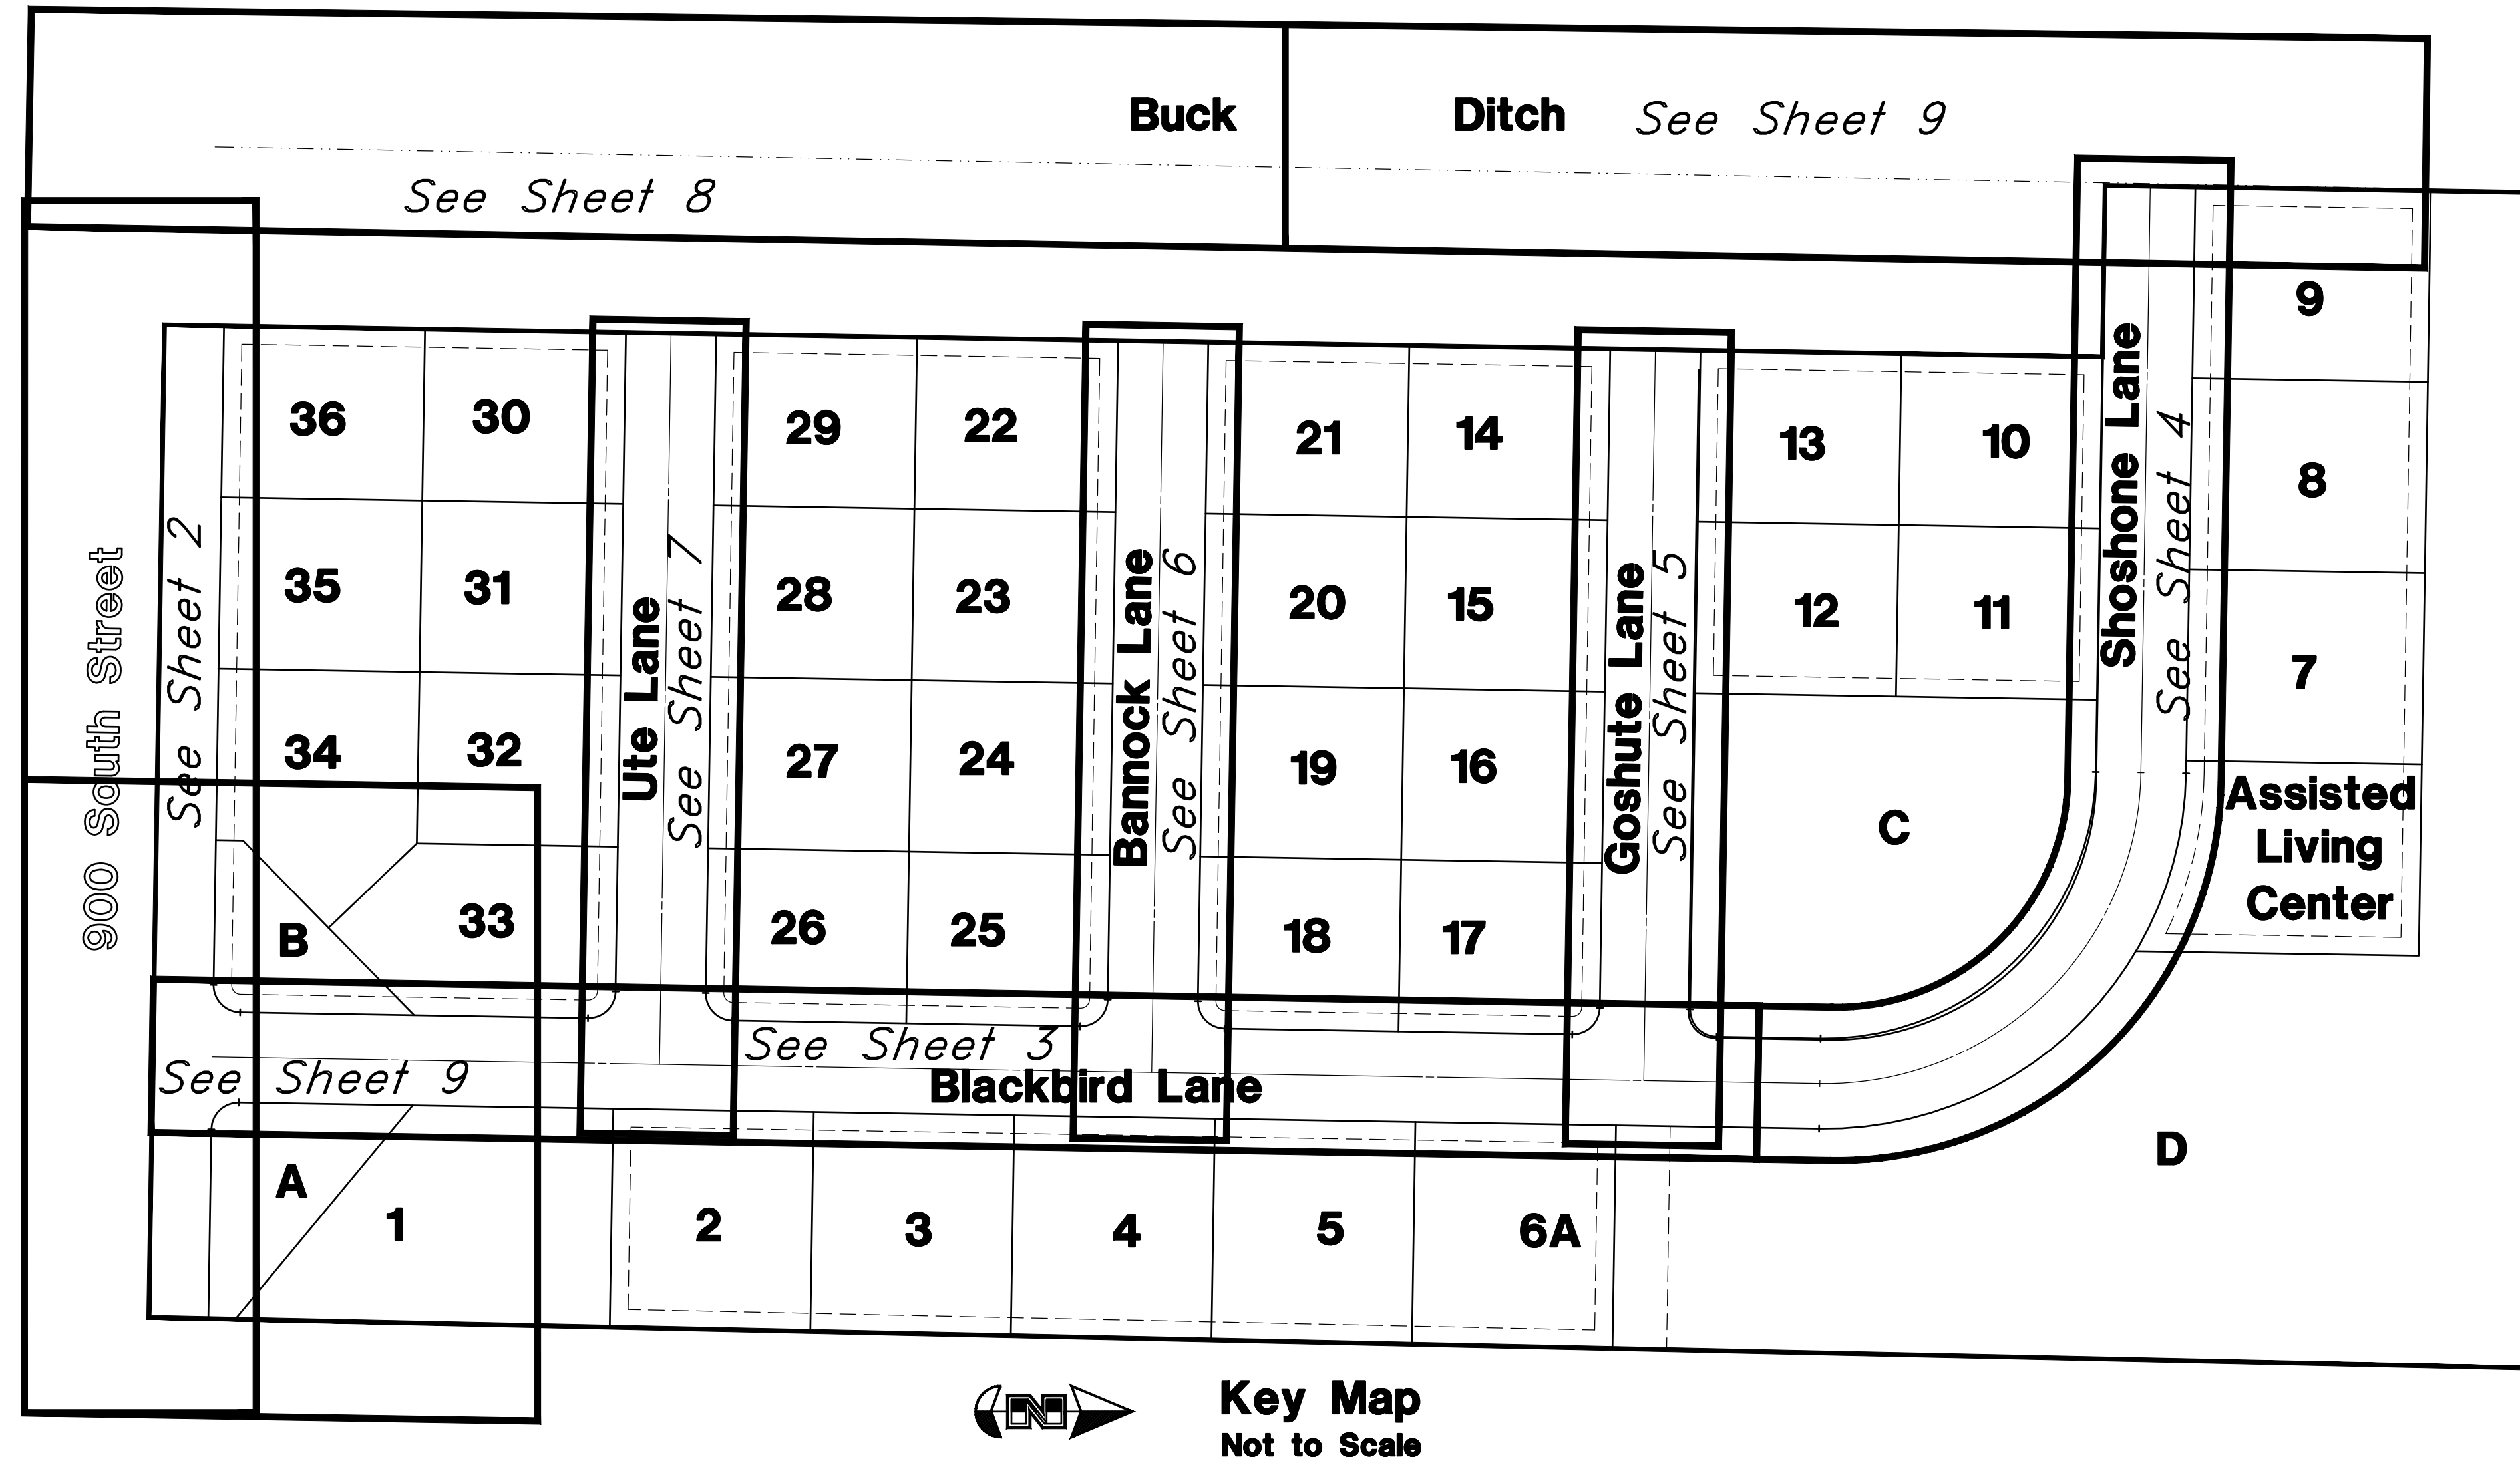 Buck
Ditch
See Sheet 9
See Sheet 8
9
36
30
29
22
21
14
13
10
8
35
31
28
23
20
15
12
11
7
34
32
27
24
19
16
C
Assisted
Living
Center
B
33
26
25
18
17
900 South Street
See Sheet 2
Ute Lane
See Sheet 7
Bannock Lane
See Sheet 6
Goshute Lane
See Sheet 5
Shoshone Lane
See Sheet 4
See Sheet 3
See Sheet 9
Blackbird Lane
D
A
1
2
3
4
5
6A
N
Key Map
Not to Scale